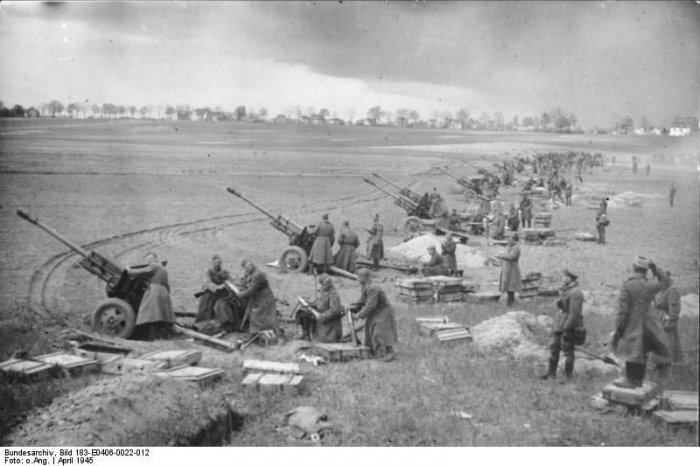 Bundesarchiv, Bild 183-E0406-0022-012
Foto: o.Ang. | April 1945